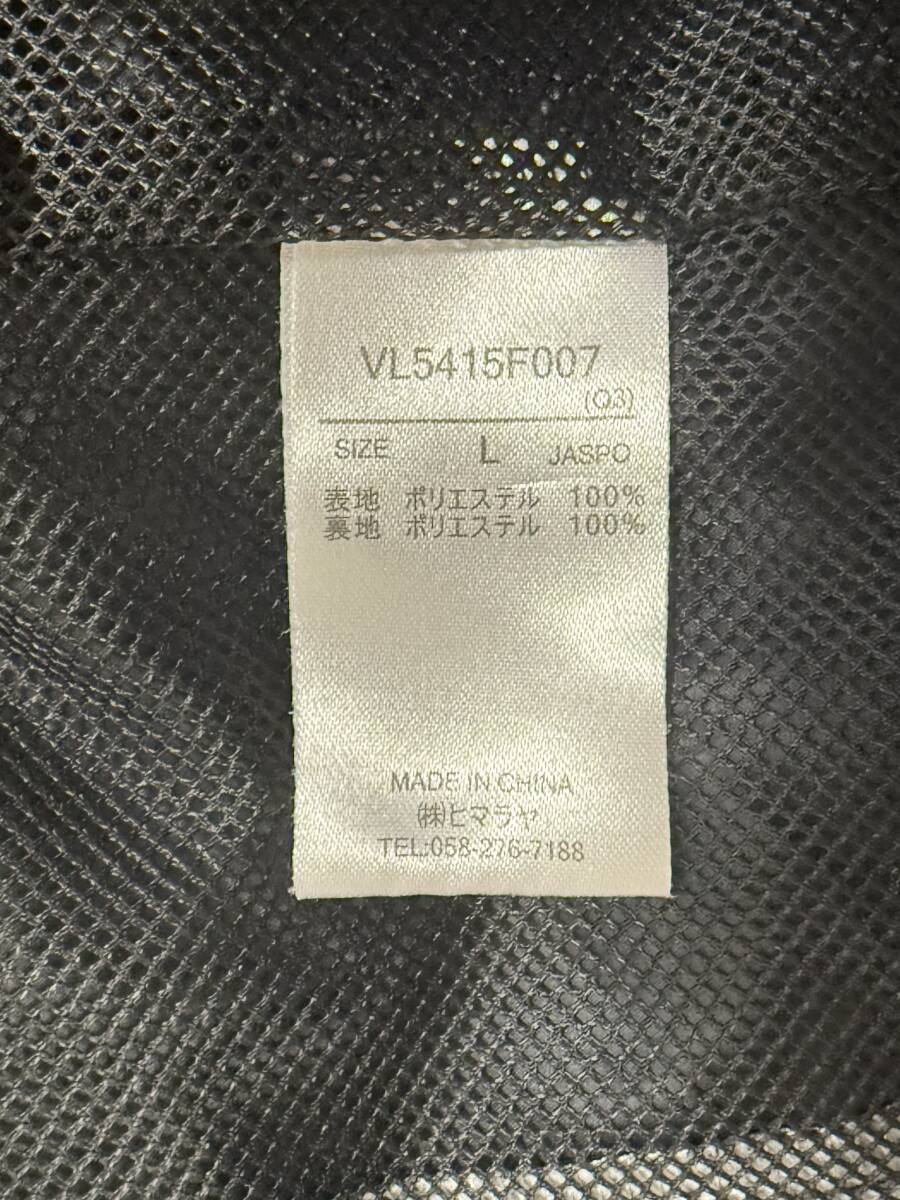 VL5415F007
(Q3)
SIZE L JASPO
表地 ポリエステル 100%
裏地 ポリエステル 100%
MADE IN CHINA
㈱ヒマラヤ
TEL:058-276-7188